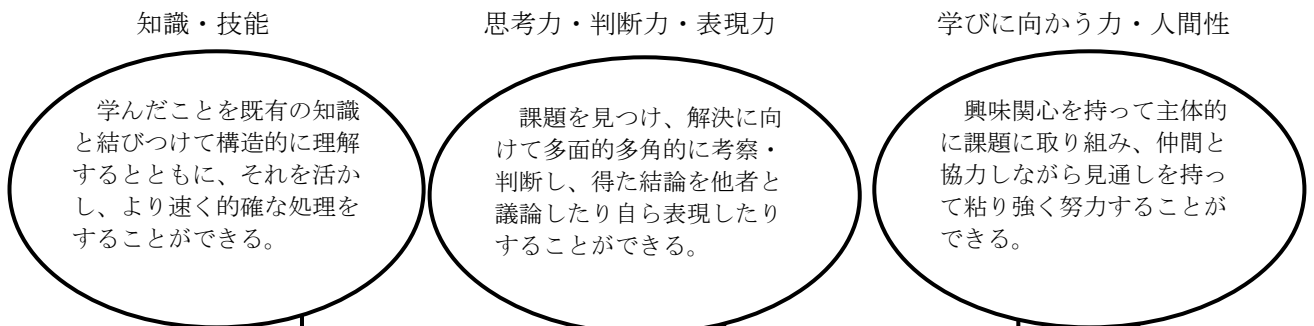 知識・技能
学んだことを既有の知識
と結びつけて構造的に理解
するとともに、それを活か
し、より速く的確な処理を
することができる。
思考力・判断力・表現力
課題を見つけ、解決に向
けて多面的多角的に考察・
判断し、得た結論を他者と
議論したり自ら表現したり
することができる。
学びに向かう力・人間性
興味関心を持って主体的
に課題に取り組み、仲間と
協力しながら見通しを持っ
て粘り強く努力することが
できる。